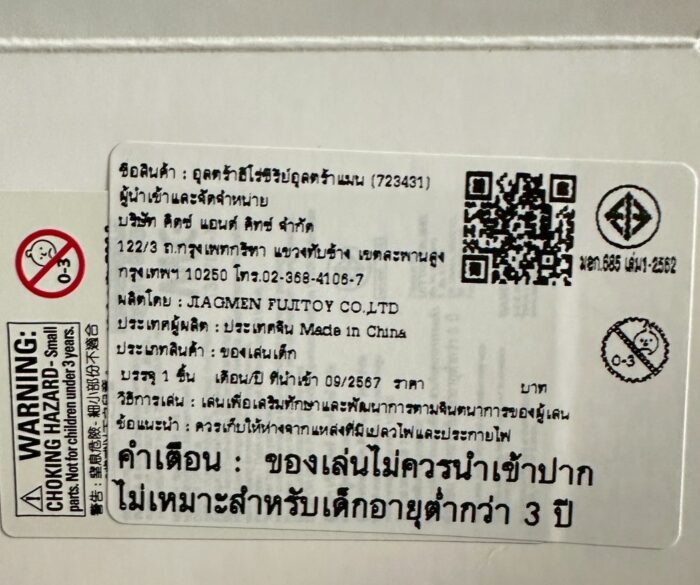 ชื่อสินค้า : อุลตร้าฮีโร่ซีรีย์อุลตร้าแมน (723431)
ผู้นำเข้าและจัดจำหน่าย
บริษัท คิตซ์ แอนด์ คิทซ์ จำกัด
122/3 ถ.กรุงเทพกรีทา แขวงทับช้าง เขตสะพานสูง
กรุงเทพฯ 10250 โทร.02-368-4106-7
ผลิตโดย : JIAGMEN FUJITOY CO.,LTD
ประเทศผู้ผลิต : ประเทศจีน Made in China
ประเภทสินค้า : ของเล่นเด็ก
บรรจุ 1 ชิ้น เดือน/ปี ที่นำเข้า 09/2567 ราคา บาท
วิธีการเล่น : เล่นเพื่อเสริมทักษะและพัฒนาการตามจินตนาการของผู้เล่น
ข้อแนะนำ : ควรเก็บให้ห่างจากแหล่งที่มีเปลวไฟและประกายไฟ
คำเตือน : ของเล่นไม่ควรนำเข้าปาก
ไม่เหมาะสำหรับเด็กอายุต่ำกว่า 3 ปี
มอก.685 เล่ม1-2562
0-3
0-3
WARNING:
CHOKING HAZARD - Small
parts. Not for children under 3 years.
警告: 窒息危險 - 細小部份不適合